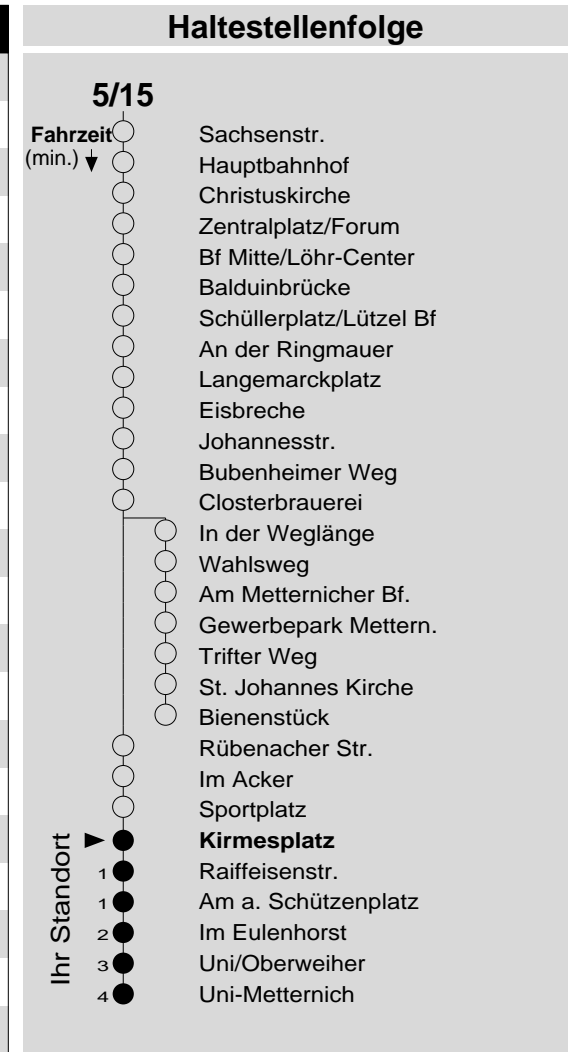 Haltestellenfolge
5/15
Fahrzeit
(min.)
Sachsenstr.
Hauptbahnhof
Christuskirche
Zentralplatz/Forum
Bf Mitte/Löhr-Center
Balduinbrücke
Schüllerplatz/Lützel Bf
An der Ringmauer
Langemarckplatz
Eisbreche
Johannesstr.
Bubenheimer Weg
Closterbrauerei
In der Weglänge
Wahlsweg
Am Metternicher Bf.
Gewerbepark Mettern.
Trifter Weg
St. Johannes Kirche
Bienenstück
Rübenacher Str.
Im Acker
Sportplatz
Ihr Standort
Kirmesplatz
1 Raiffeisenstr.
1 Am a. Schützenplatz
2 Im Eulenhorst
3 Uni/Oberweiher
4 Uni-Metternich